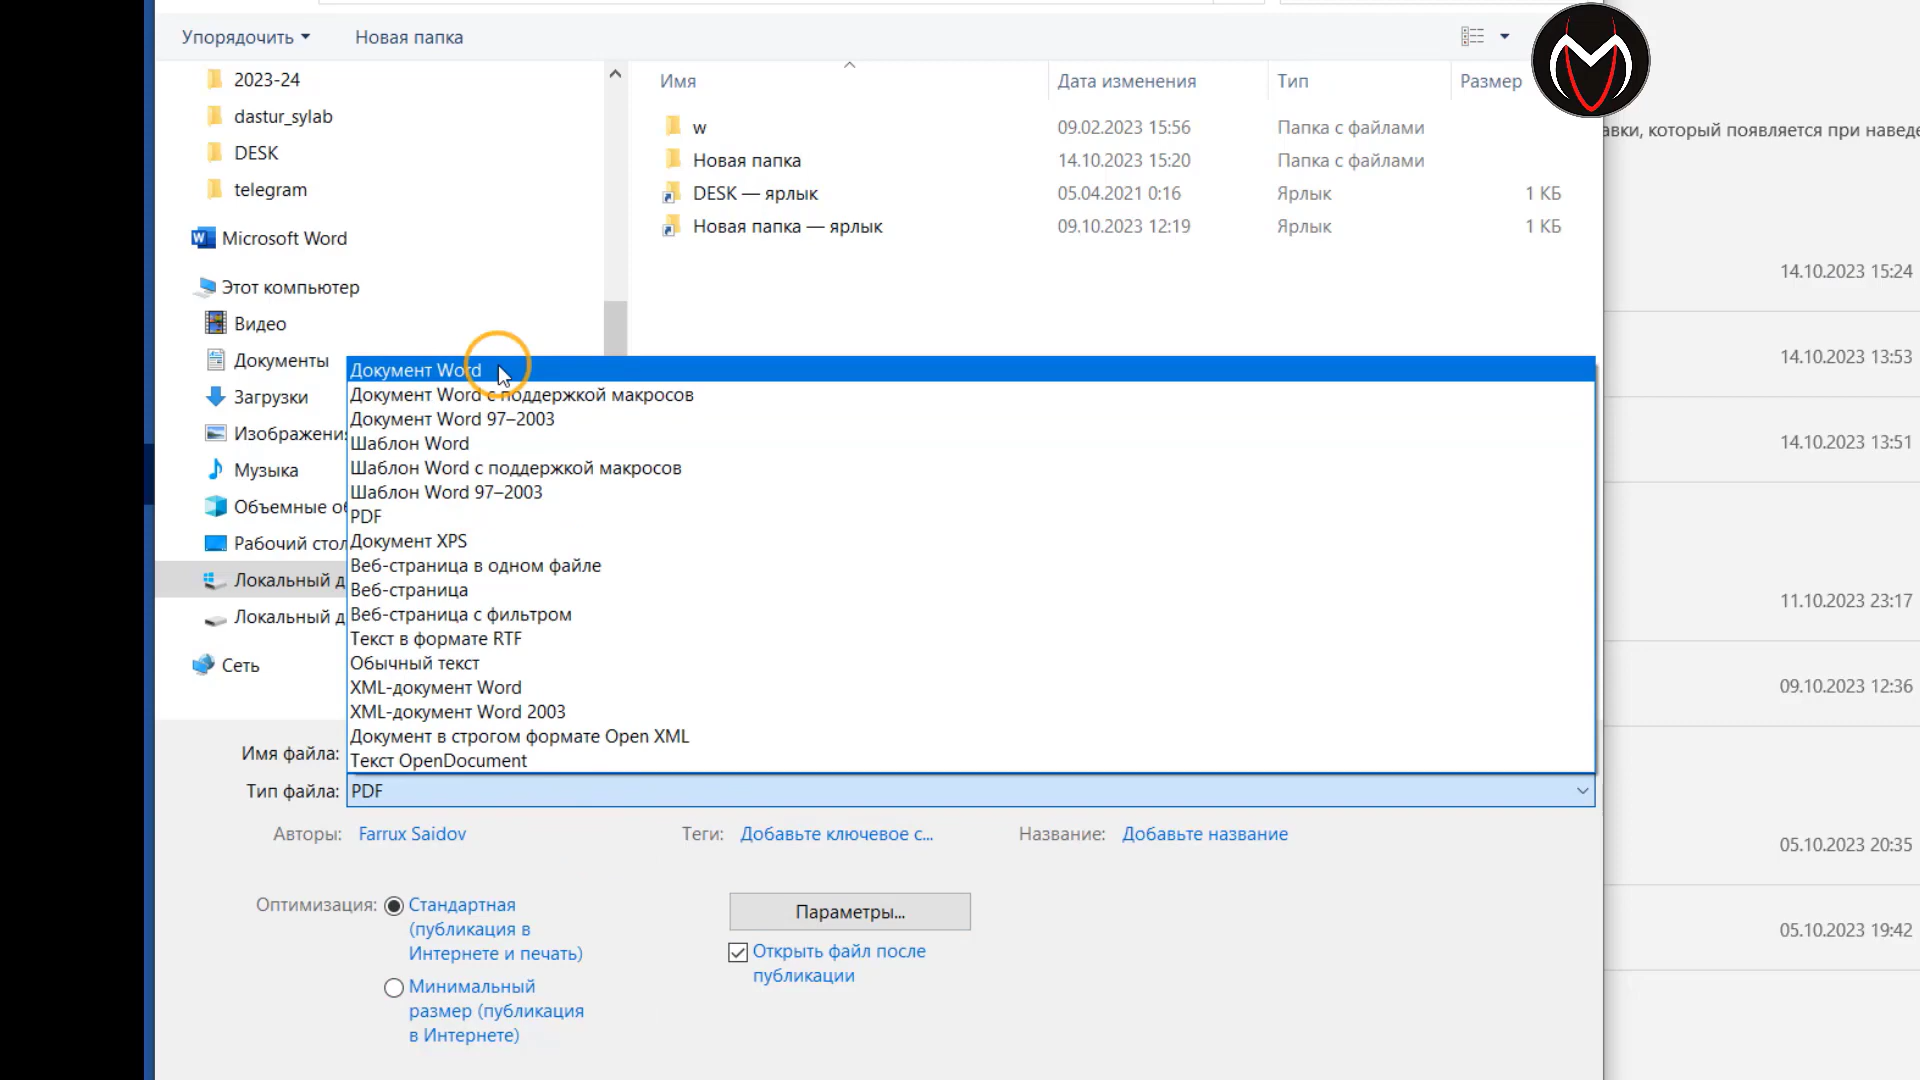 Упорядочить
Новая папка
2023-24
dastur_sylab
DESK
telegram
Microsoft Word
Этот компьютер
Видео
Документы
Загрузки
Изображени
Музыка
Объемные об
Рабочий стол
Локальный д
Локальный д
Сеть
Имя Дата изменения Тип Размер
w 09.02.2023 15:56 Папка с файлами
Новая папка 14.10.2023 15:20 Папка с файлами
DESK — ярлык 05.04.2021 0:16 Ярлык 1 КБ
Новая папка — ярлык 09.10.2023 12:19 Ярлык 1 КБ
Документ Word
Документ Word с поддержкой макросов
Документ Word 97–2003
Шаблон Word
Шаблон Word с поддержкой макросов
Шаблон Word 97–2003
PDF
Документ XPS
Веб-страница в одном файле
Веб-страница
Веб-страница с фильтром
Текст в формате RTF
Обычный текст
XML-документ Word
XML-документ Word 2003
Документ в строгом формате Open XML
Текст OpenDocument
Имя файла:
Тип файла: PDF
Авторы: Farrux Saidov Теги: Добавьте ключевое с... Название: Добавьте название
Оптимизация: Стандартная
(публикация в
Интернете и печать)
Минимальный
размер (публикация
в Интернете)
Параметры...
Открыть файл после
публикации
который появляется при наведе
14.10.2023 15:24
14.10.2023 13:53
14.10.2023 13:51
11.10.2023 23:17
09.10.2023 12:36
05.10.2023 20:35
05.10.2023 19:42